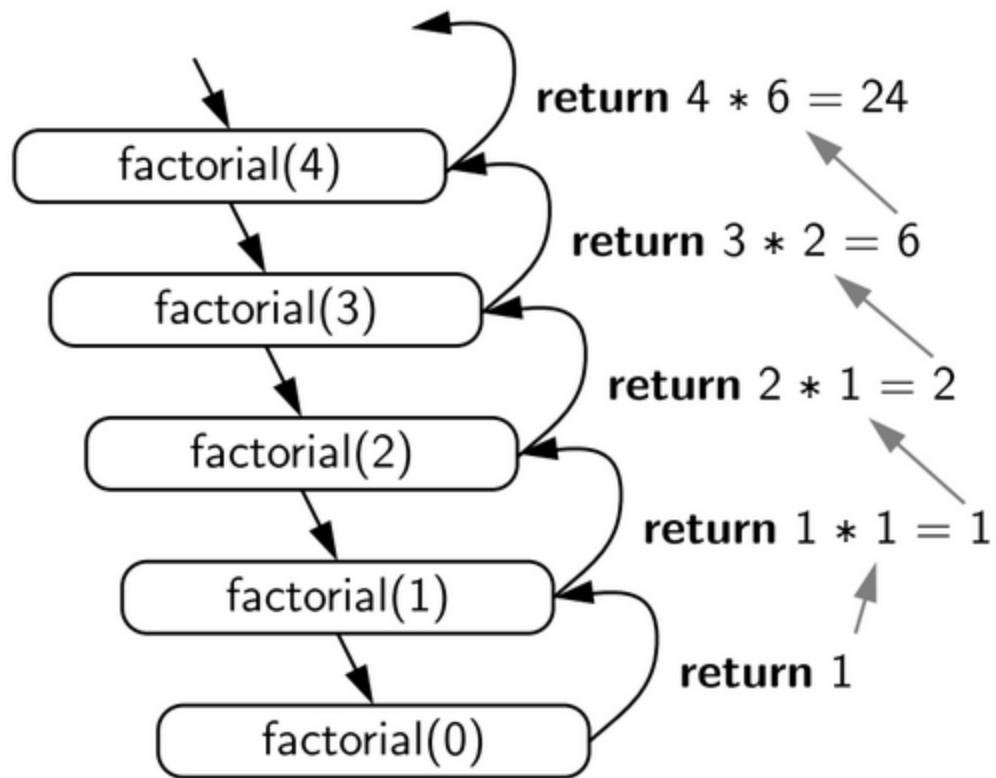 return 4 * 6 = 24
factorial(4)
return 3 * 2 = 6
factorial(3)
return 2 * 1 = 2
factorial(2)
return 1 * 1 = 1
factorial(1)
return 1
factorial(0)